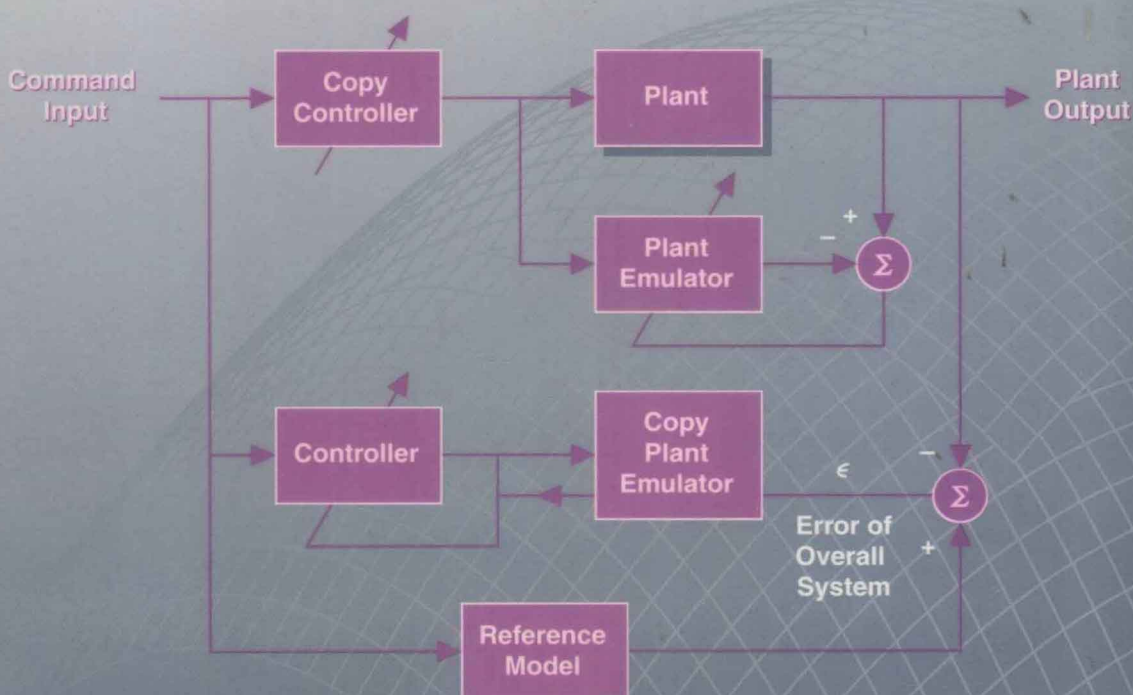 Command
Input
Copy
Controller
Plant
Plant
Output
+
−
Σ
Plant
Emulator
Controller
Copy
Plant
Emulator
−
ϵ
Σ
Error of
Overall
System
+
Reference
Model